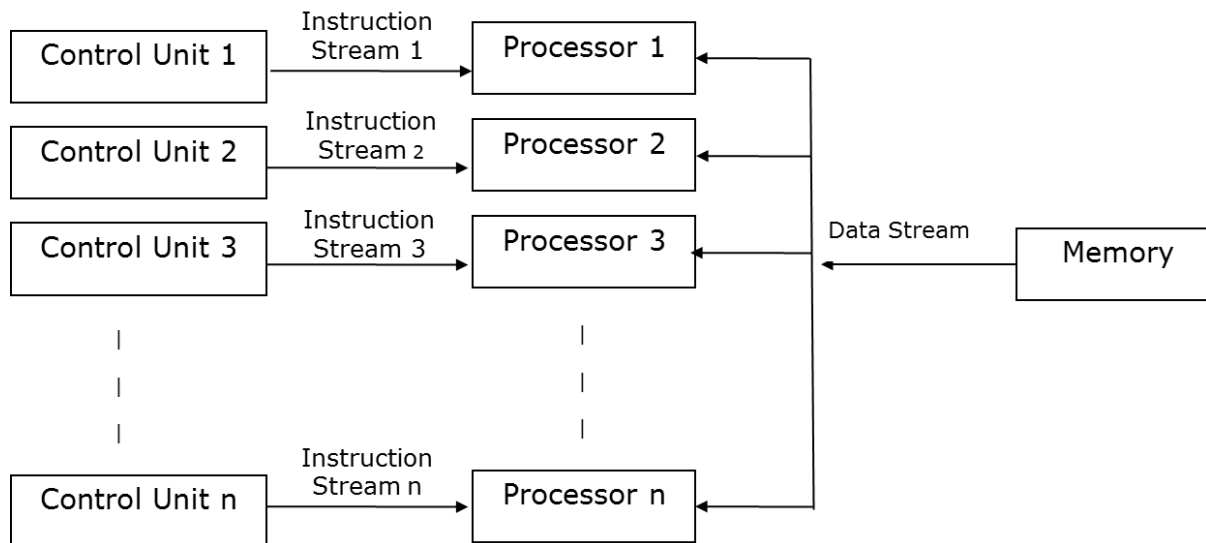 Control Unit 1
Instruction
Stream 1
Processor 1
Control Unit 2
Instruction
Stream 2
Processor 2
Control Unit 3
Instruction
Stream 3
Processor 3
Data Stream
Memory
Control Unit n
Instruction
Stream n
Processor n